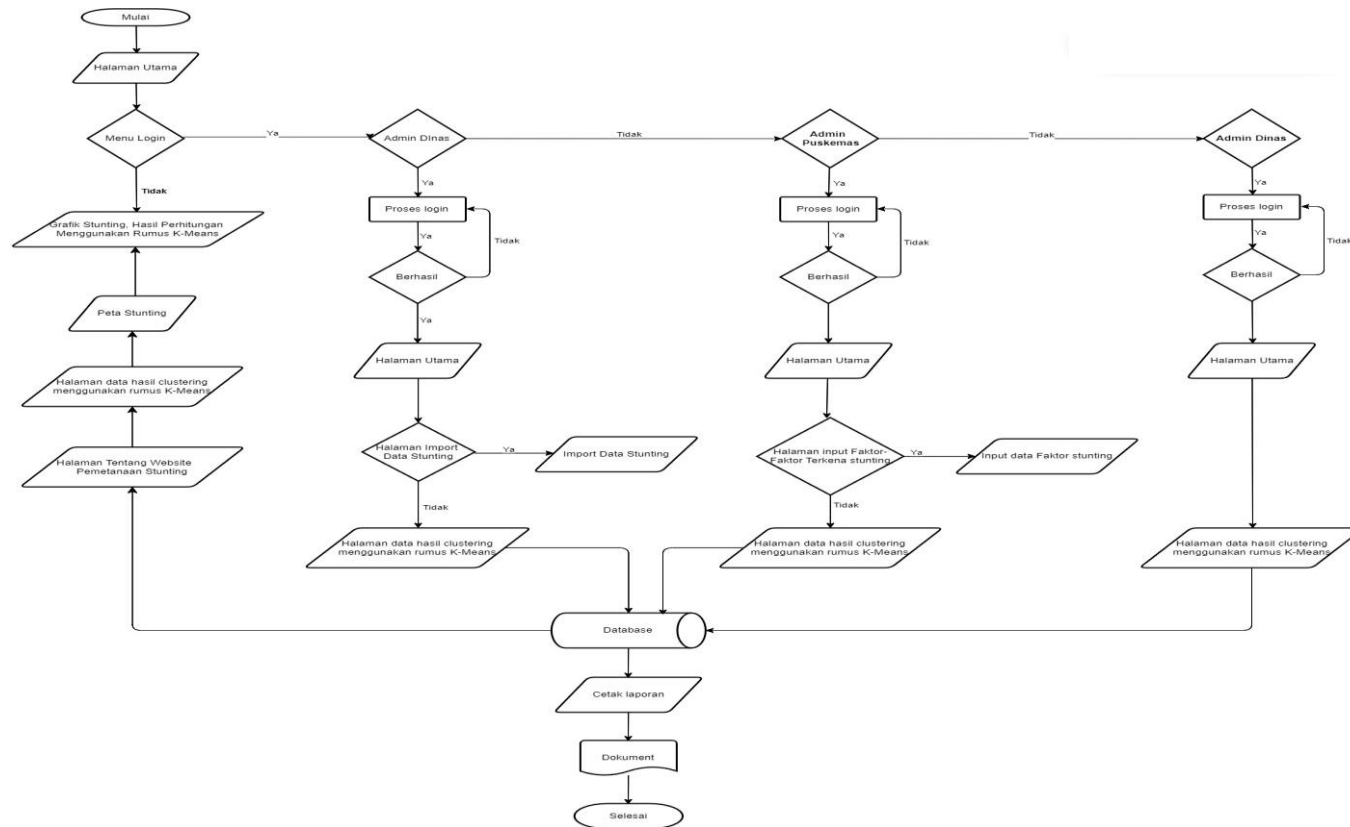 Mulai
Halaman Utama
Menu Login
Ya
Admin DInas
Tidak
Admin
Puskemas
Tidak
Admin Dinas
Tidak
Grafik Stunting, Hasil Perhitungan
Menggunakan Rumus K-Means
Peta Stunting
Halaman data hasil clustering
menggunakan rumus K-Means
Halaman Tentang Website
Pemetanaan Stunting
Ya
Proses login
Ya
Tidak
Berhasil
Ya
Halaman Utama
Halaman Import
Data Stunting
Ya
Import Data Stunting
Tidak
Halaman data hasil clustering
menggunakan rumus K-Means
Ya
Proses login
Ya
Tidak
Berhasil
Halaman Utama
Halaman input Faktor-
Faktor Terkena stunting
Ya
Input data Faktor stunting
Tidak
Halaman data hasil clustering
menggunakan rumus K-Means
Ya
Proses login
Ya
Tidak
Berhasil
Halaman Utama
Halaman data hasil clustering
menggunakan rumus K-Means
Database
Cetak laporan
Dokument
Selesai